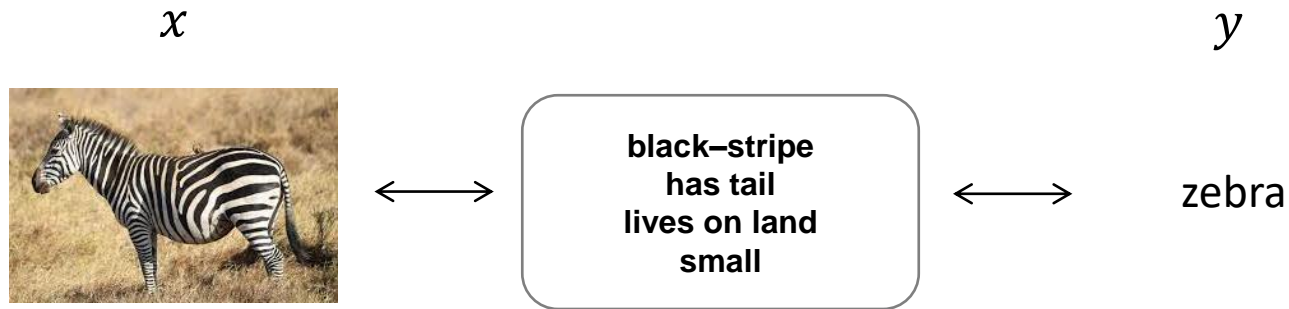 x
y
black–stripe
has tail
lives on land
small
zebra